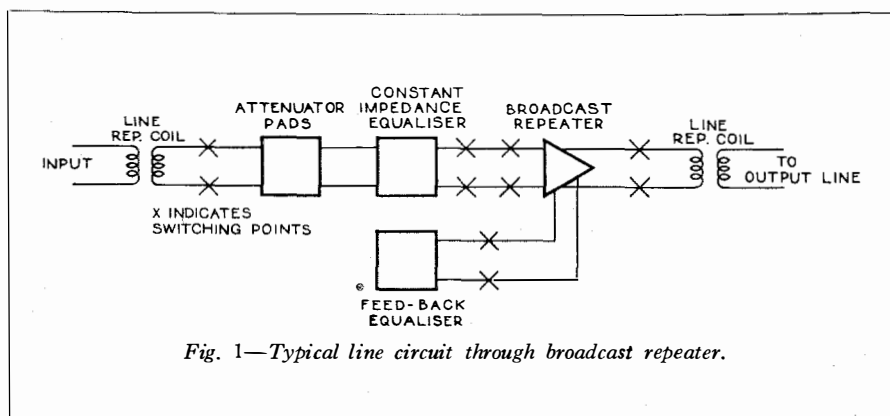 INPUT
LINE
REP. COIL
X INDICATES
SWITCHING POINTS
ATTENUATOR
PADS
CONSTANT
IMPEDANCE
EQUALISER
BROADCAST
REPEATER
LINE
REP. COIL
TO
OUTPUT LINE
FEED-BACK
EQUALISER
Fig. 1—Typical line circuit through broadcast repeater.